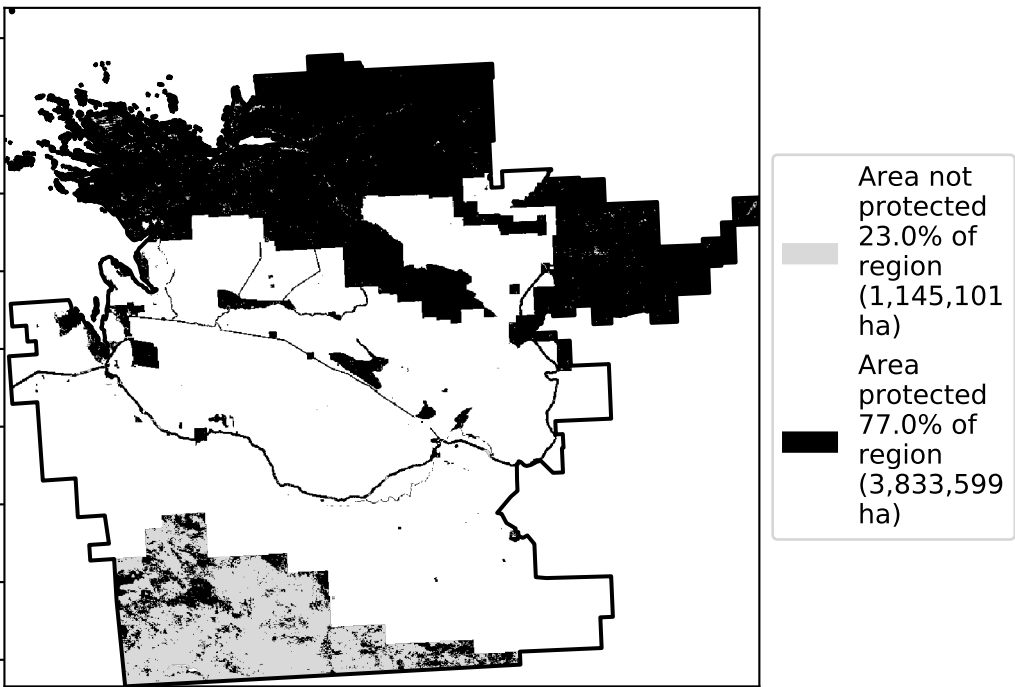 Area not
protected
23.0% of
region
(1,145,101
ha)
Area
protected
77.0% of
region
(3,833,599
ha)